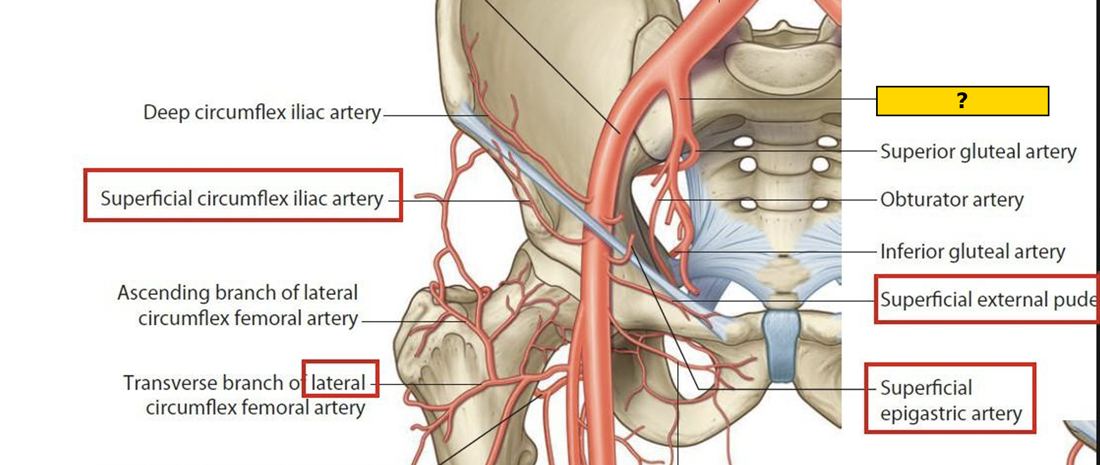 Deep circumflex iliac artery
Superficial circumflex iliac artery
Ascending branch of lateral
circumflex femoral artery
Transverse branch of lateral
circumflex femoral artery
?
Superior gluteal artery
Obturator artery
Inferior gluteal artery
Superficial external pude
Superficial
epigastric artery